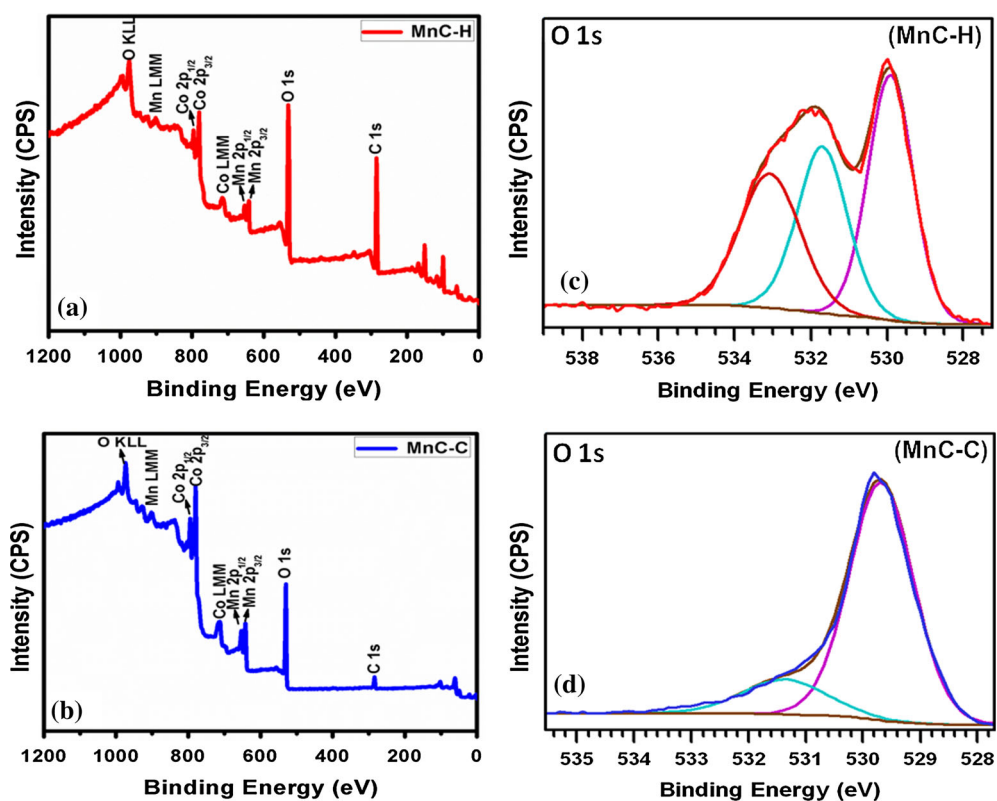 MnC-H
O KLL
Mn LMM
Co 2p1/2
Co 2p3/2
Co LMM
Mn 2p1/2
Mn 2p3/2
O 1s
C 1s
Intensity (CPS)
(a)
1200 1000 800 600 400 200 0
Binding Energy (eV)
O 1s
(MnC-H)
Intensity (CPS)
(c)
538 536 534 532 530 528
Binding Energy (eV)
MnC-C
O KLL
Mn LMM
Co 2p1/2
Co 2p3/2
Co LMM
Mn 2p1/2
Mn 2p3/2
O 1s
C 1s
Intensity (CPS)
(b)
1200 1000 800 600 400 200 0
Binding Energy (eV)
O 1s
(MnC-C)
Intensity (CPS)
(d)
535 534 533 532 531 530 529 528
Binding Energy (eV)